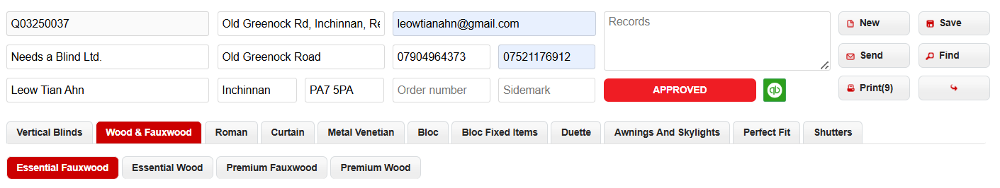 Q03250037 Old Greenock Rd, Inchinnan, Re leowtianahn@gmail.com Records New Save
Needs a Blind Ltd. Old Greenock Road 07904964373 07521176912 Send Find
Leow Tian Ahn Inchinnan PA7 5PA Order number Sidemark APPROVED qb Print(9)
Vertical Blinds Wood & Fauxwood Roman Curtain Metal Venetian Bloc Bloc Fixed Items Duette Awnings And Skylights Perfect Fit Shutters
Essential Fauxwood Essential Wood Premium Fauxwood Premium Wood